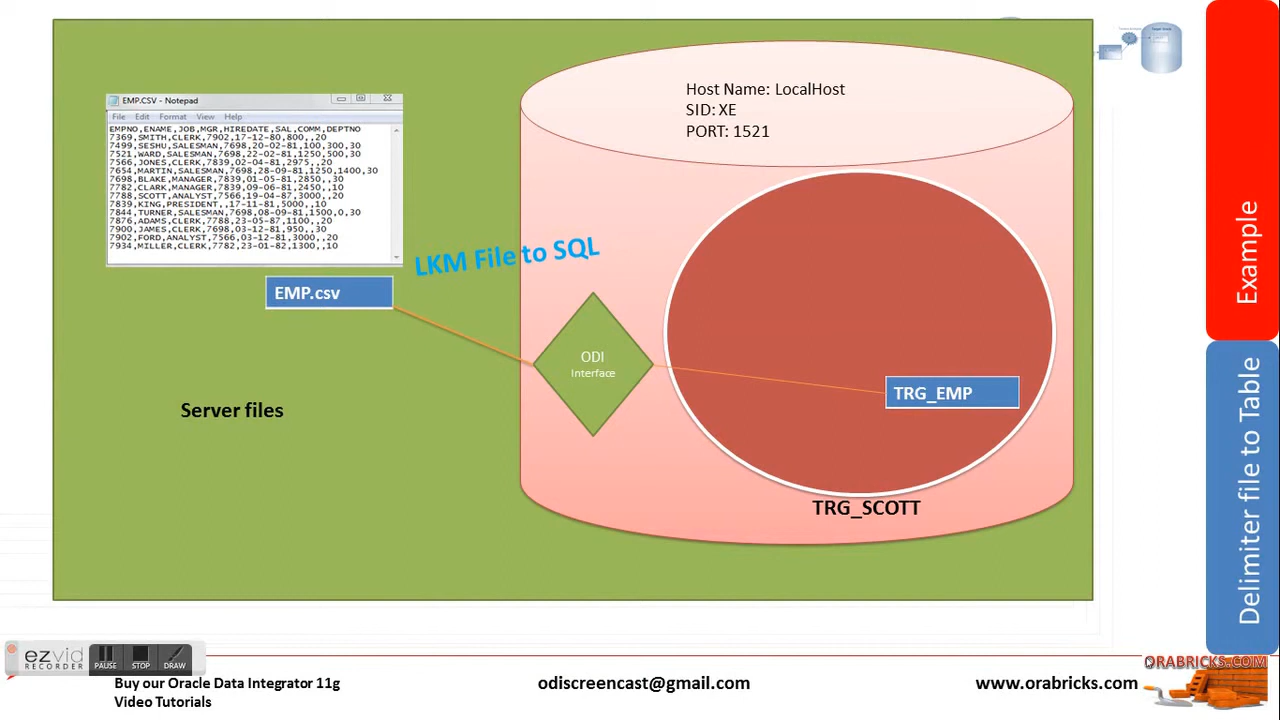 EMP.CSV - Notepad
File Edit Format View Help
EMPNO,ENAME,JOB,MGR,HIREDATE,SAL,COMM,DEPTNO
7369,SMITH,CLERK,7902,17-12-80,800,,20
7499,SESHU,SALESMAN,7698,20-02-81,100,300,30
7521,WARD,SALESMAN,7698,22-02-81,1250,500,30
7566,JONES,CLERK,7839,02-04-81,2975,,20
7654,MARTIN,SALESMAN,7698,28-09-81,1250,1400,30
7698,BLAKE,MANAGER,7839,01-05-81,2850,,30
7782,CLARK,MANAGER,7839,09-06-81,2450,,10
7788,SCOTT,ANALYST,7566,19-04-87,3000,,20
7839,KING,PRESIDENT,,17-11-81,5000,,10
7844,TURNER,SALESMAN,7698,08-09-81,1500,0,30
7876,ADAMS,CLERK,7788,23-05-87,1100,,20
7900,JAMES,CLERK,7698,03-12-81,950,,30
7902,FORD,ANALYST,7566,03-12-81,3000,,20
7934,MILLER,CLERK,7782,23-01-82,1300,,10
EMP.csv
LKM File to SQL
Host Name: LocalHost
SID: XE
PORT: 1521
ODI
Interface
TRG_EMP
TRG_SCOTT
Server files
Example
Delimiter file to Table
ezvid
RECORDER
PAUSE
STOP
DRAW
Buy our Oracle Data Integrator 11g
Video Tutorials
odiscreencast@gmail.com
www.orabricks.com
ORABRICKS.COM